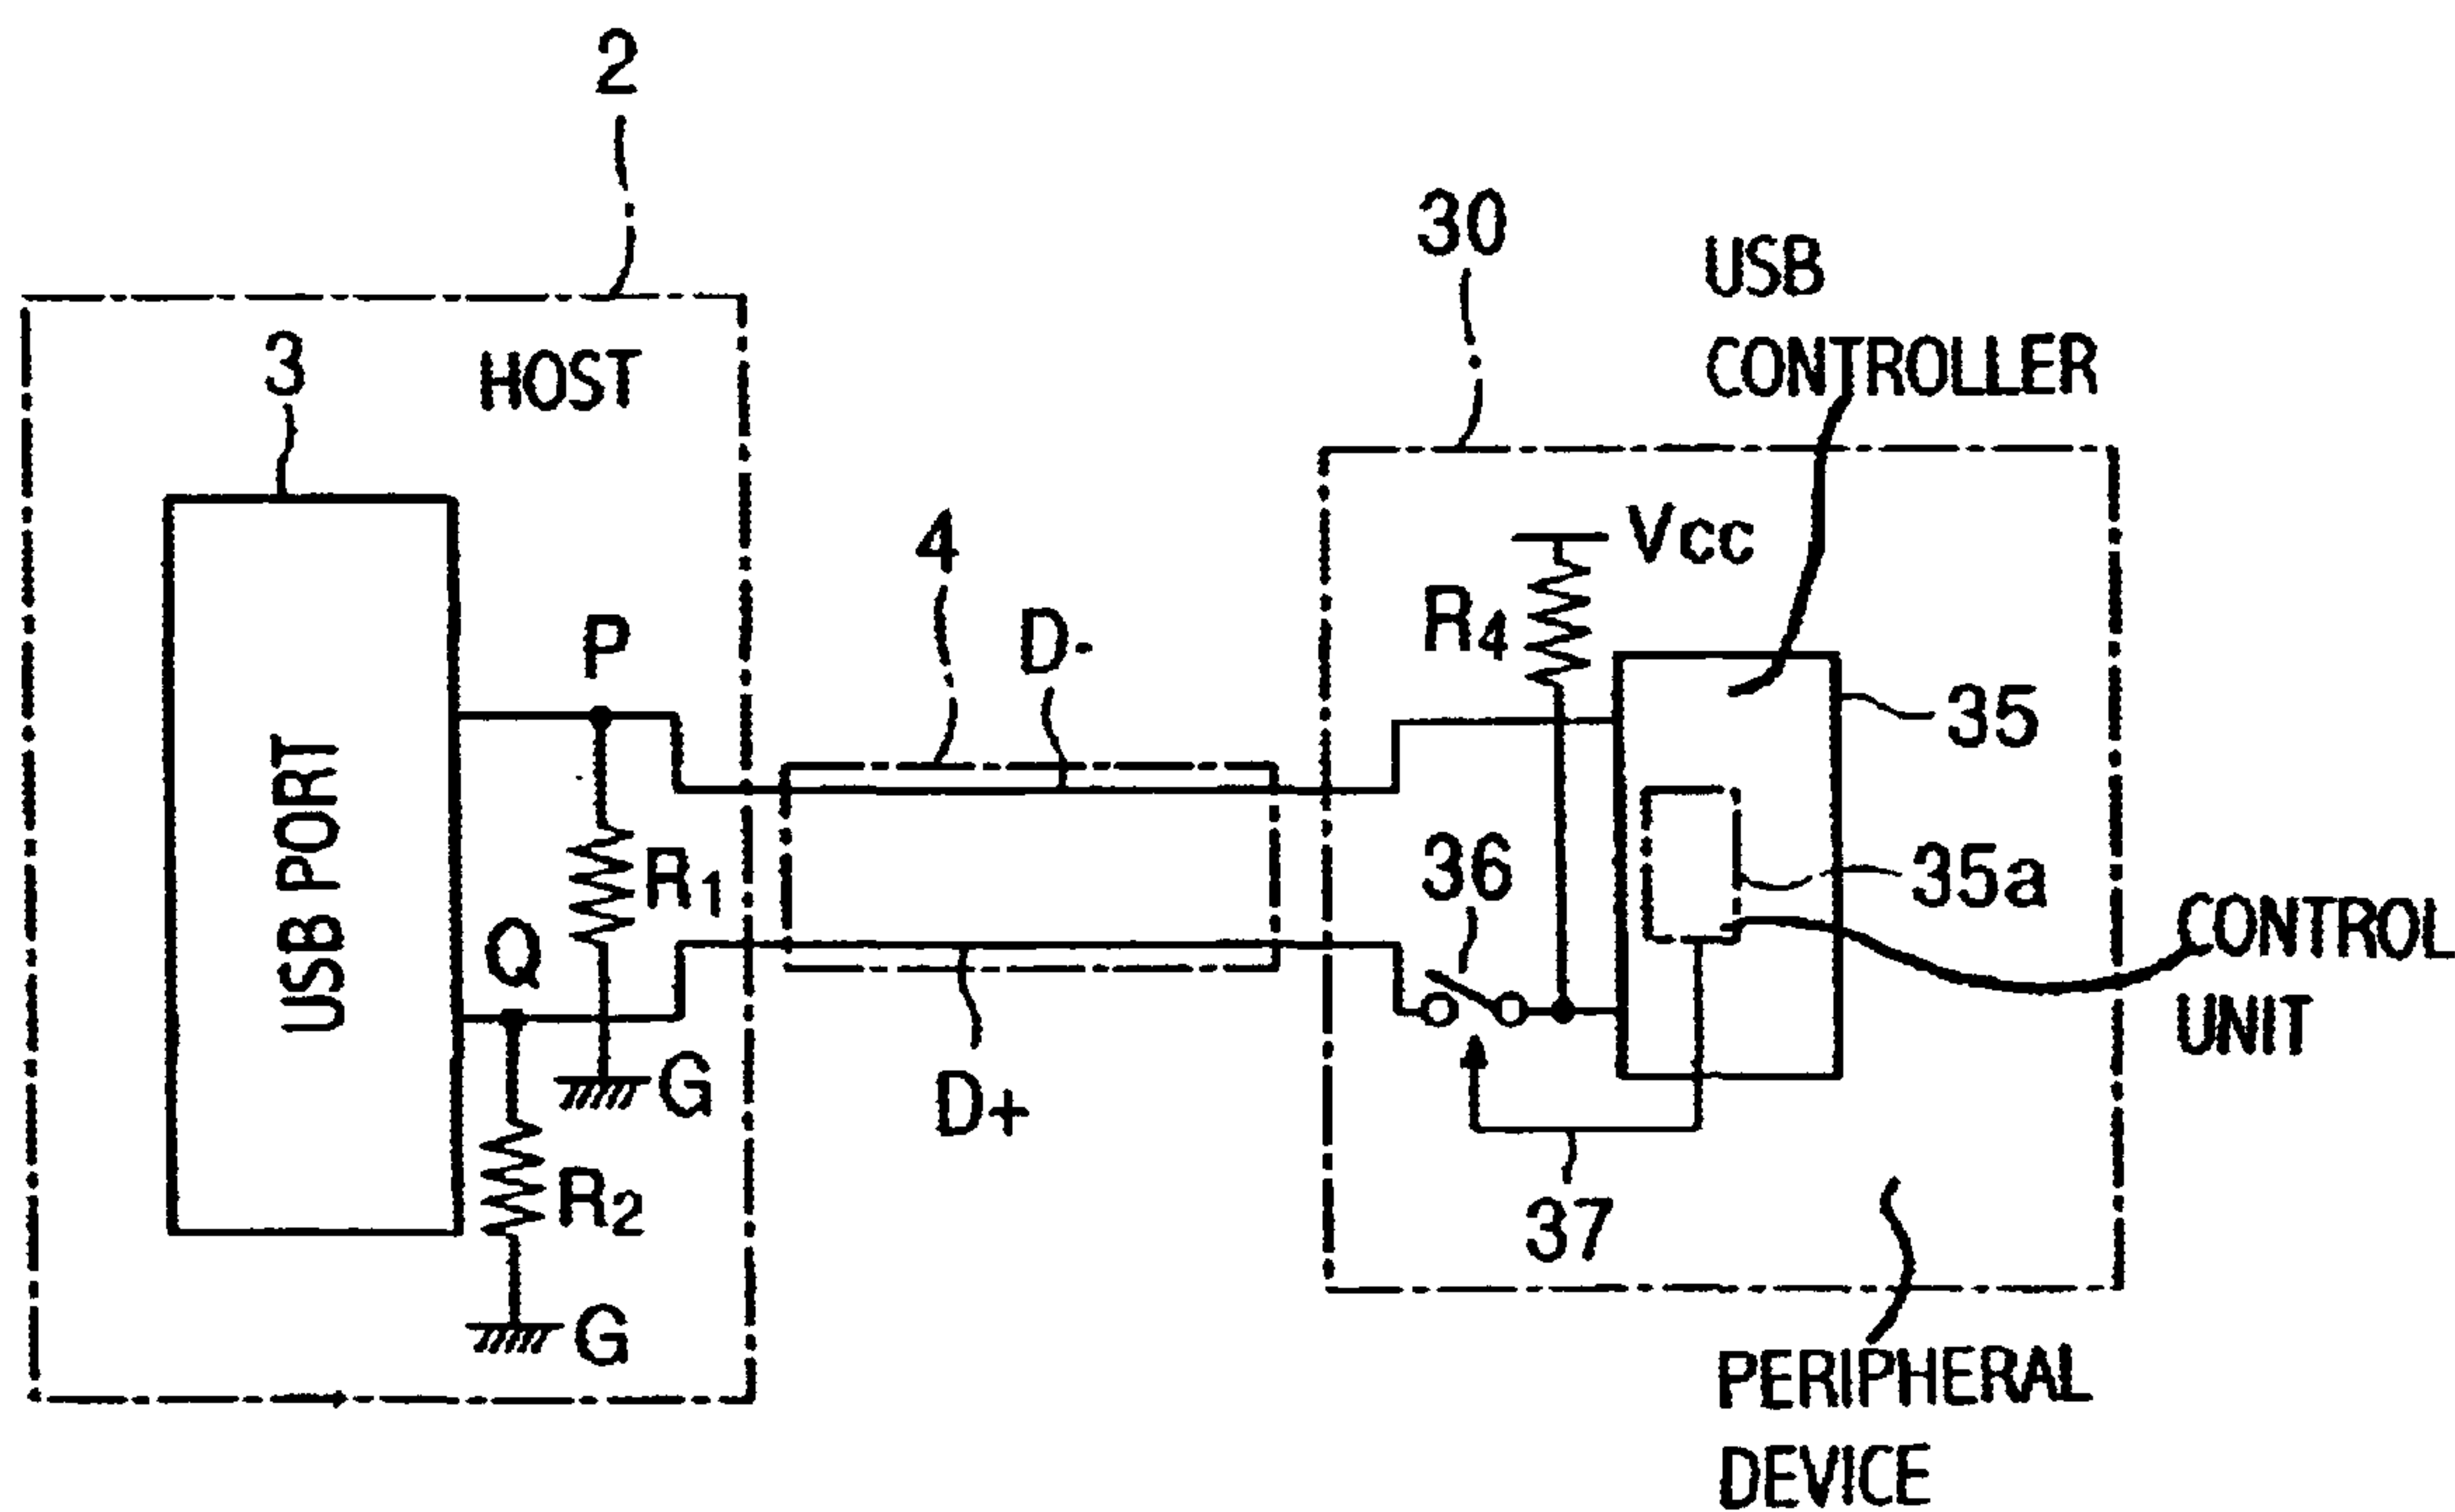 2
30
USB
CONTROLLER
3
HOST
4
Vcc
R4
P
D-
35
USB PORT
R1
36
35a
Q
CONTROL
UNIT
G
D+
R2
37
G
PERIPHERAL
DEVICE